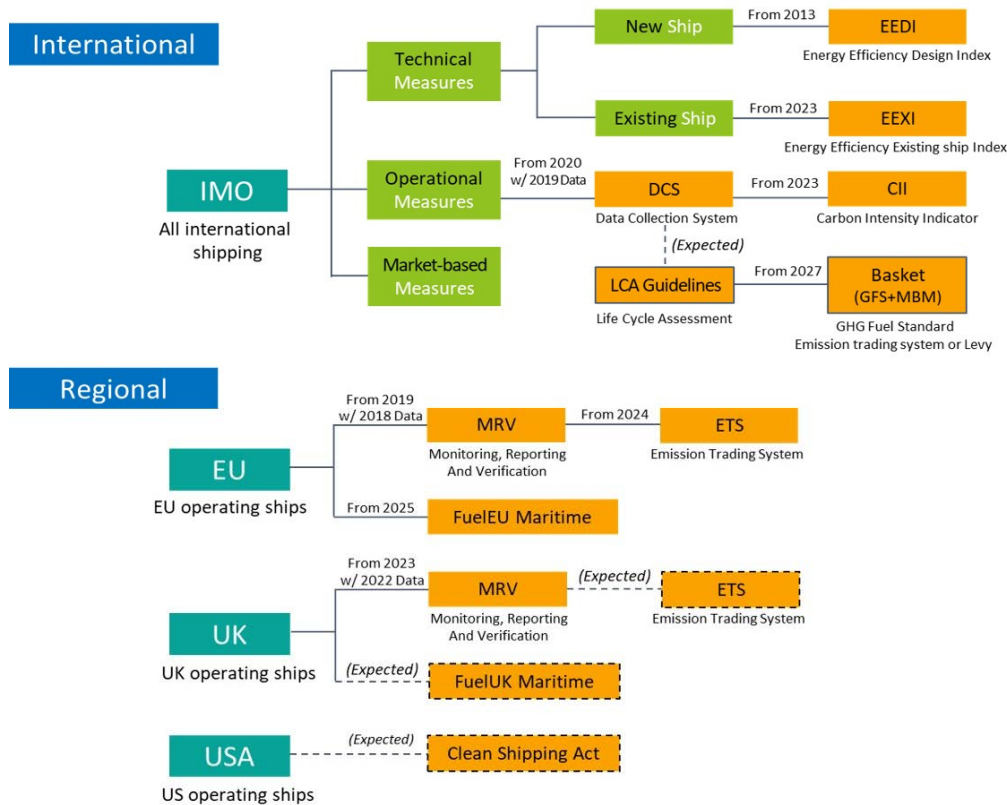 International
IMO
All international
shipping
Technical
Measures
Operational
Measures
Market-based
Measures
New Ship
From 2013
EEDI
Energy Efficiency Design Index
Existing Ship
From 2023
EEXI
Energy Efficiency Existing ship Index
From 2020
w/ 2019 Data
DCS
Data Collection System
From 2023
CII
Carbon Intensity Indicator
(Expected)
LCA Guidelines
Life Cycle Assessment
From 2027
Basket
(GFS+MBM)
GHG Fuel Standard
Emission trading system or Levy
Regional
EU
EU operating ships
From 2019
w/ 2018 Data
MRV
Monitoring, Reporting
And Verification
From 2024
ETS
Emission Trading System
From 2025
FuelEU Maritime
UK
UK operating ships
From 2023
w/ 2022 Data
MRV
Monitoring, Reporting
And Verification
(Expected)
ETS
Emission Trading System
(Expected)
FuelUK Maritime
USA
US operating ships
(Expected)
Clean Shipping Act